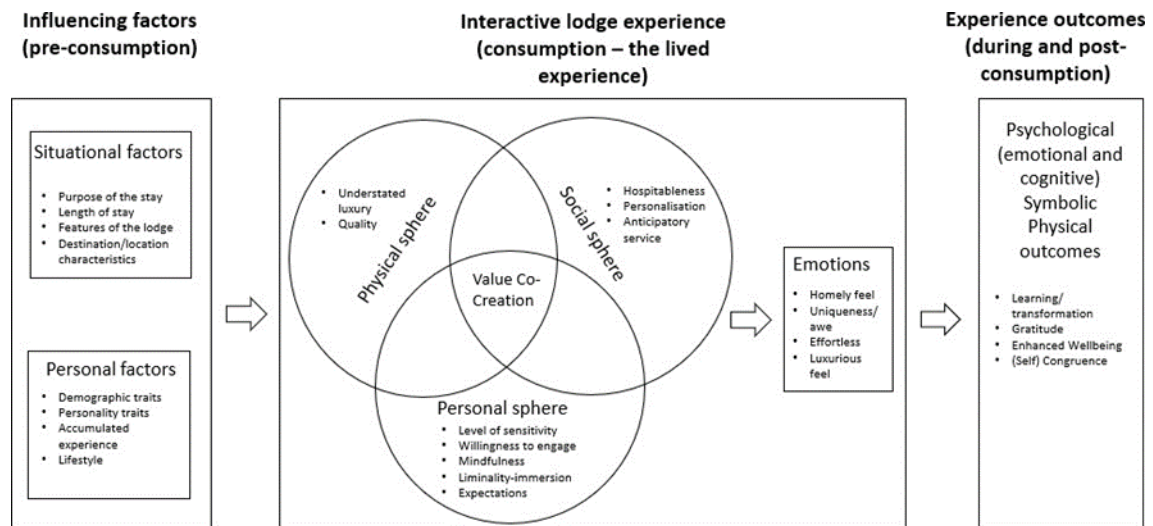 Influencing factors
(pre-consumption)
Interactive lodge experience
(consumption – the lived
experience)
Experience outcomes
(during and post-
consumption)
Situational factors
• Purpose of the stay
• Length of stay
• Features of the lodge
• Destination/location
characteristics
Personal factors
• Demographic traits
• Personality traits
• Accumulated
experience
• Lifestyle
• Understated
luxury
• Quality
Physical sphere
• Hospitableness
• Personalisation
• Anticipatory
service
Social sphere
Value Co-
Creation
Personal sphere
• Level of sensitivity
• Willingness to engage
• Mindfulness
• Liminality-immersion
• Expectations
Emotions
• Homely feel
• Uniqueness/
awe
• Effortless
• Luxurious
feel
Psychological
(emotional and
cognitive)
Symbolic
Physical
outcomes
• Learning/
transformation
• Gratitude
• Enhanced Wellbeing
• (Self) Congruence